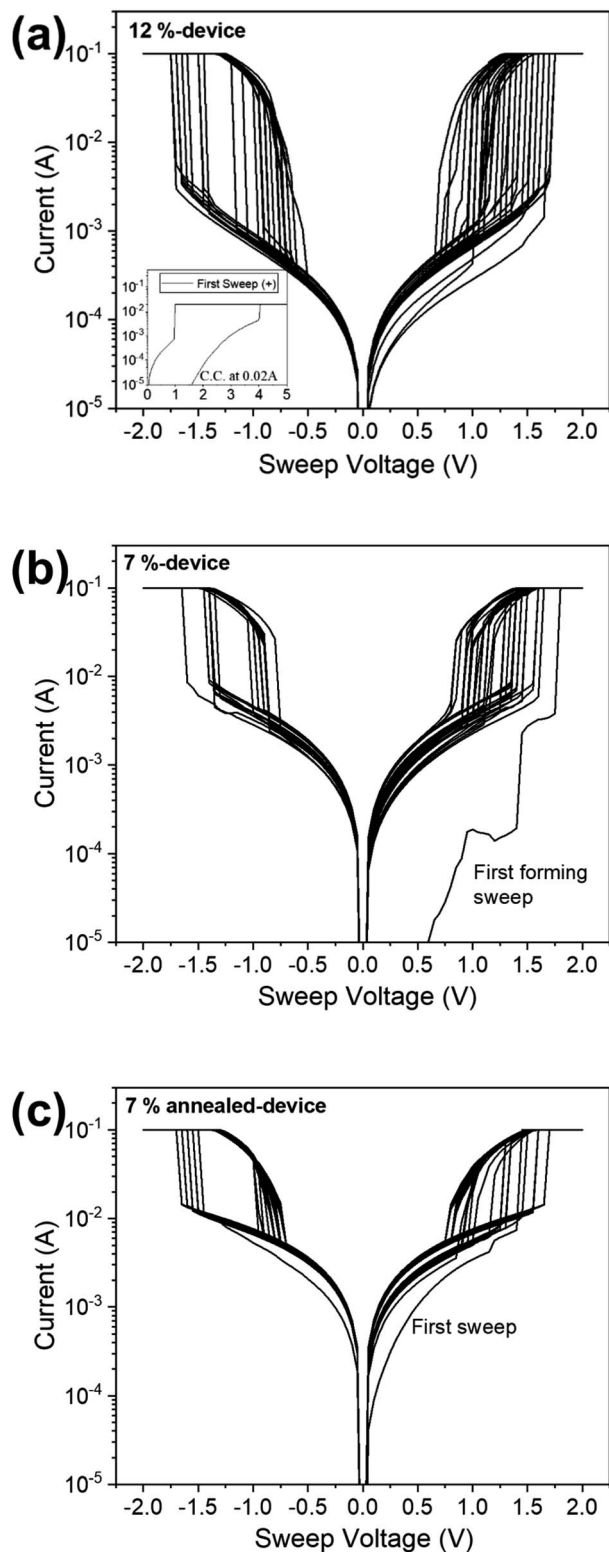 (a)
12 %-device
Current (A)
10⁻¹
10⁻²
10⁻³
10⁻⁴
10⁻⁵
10⁻¹
10⁻²
10⁻³
10⁻⁴
10⁻⁵
First Sweep (+)
C.C. at 0.02A
0 1 2 3 4 5
-2.0 -1.5 -1.0 -0.5 0.0 0.5 1.0 1.5 2.0
Sweep Voltage (V)
(b)
7 %-device
Current (A)
10⁻¹
10⁻²
10⁻³
10⁻⁴
10⁻⁵
First forming
sweep
-2.0 -1.5 -1.0 -0.5 0.0 0.5 1.0 1.5 2.0
Sweep Voltage (V)
(c)
7 % annealed-device
Current (A)
10⁻¹
10⁻²
10⁻³
10⁻⁴
10⁻⁵
First sweep
-2.0 -1.5 -1.0 -0.5 0.0 0.5 1.0 1.5 2.0
Sweep Voltage (V)